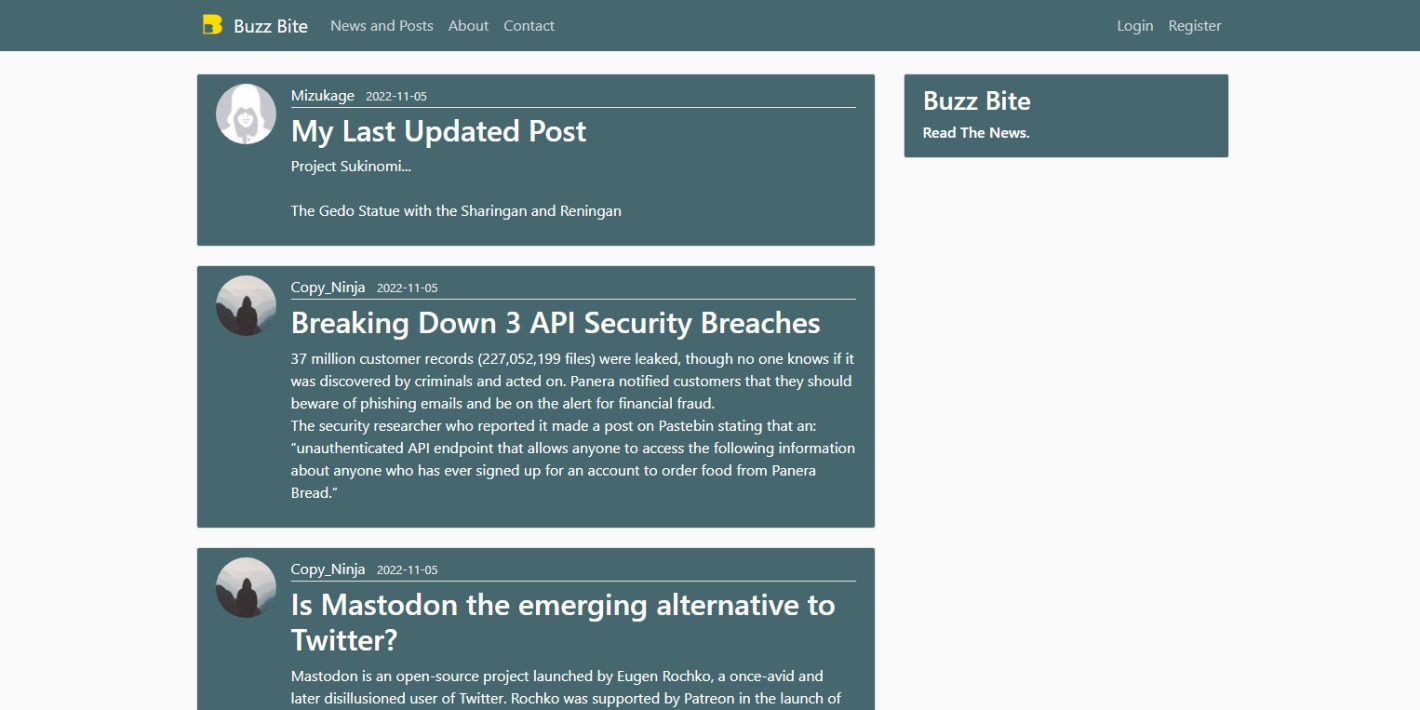 Buzz Bite News and Posts About Contact Login Register
Mizukage 2022-11-05
My Last Updated Post
Project Sukinomi...
The Gedo Statue with the Sharingan and Reningan
Copy_Ninja 2022-11-05
Breaking Down 3 API Security Breaches
37 million customer records (227,052,199 files) were leaked, though no one knows if it
was discovered by criminals and acted on. Panera notified customers that they should
beware of phishing emails and be on the alert for financial fraud.
The security researcher who reported it made a post on Pastebin stating that an:
“unauthenticated API endpoint that allows anyone to access the following information
about anyone who has ever signed up for an account to order food from Panera
Bread.”
Copy_Ninja 2022-11-05
Is Mastodon the emerging alternative to
Twitter?
Mastodon is an open-source project launched by Eugen Rochko, a once-avid and
later disillusioned user of Twitter. Rochko was supported by Patreon in the launch of
Buzz Bite
Read The News.